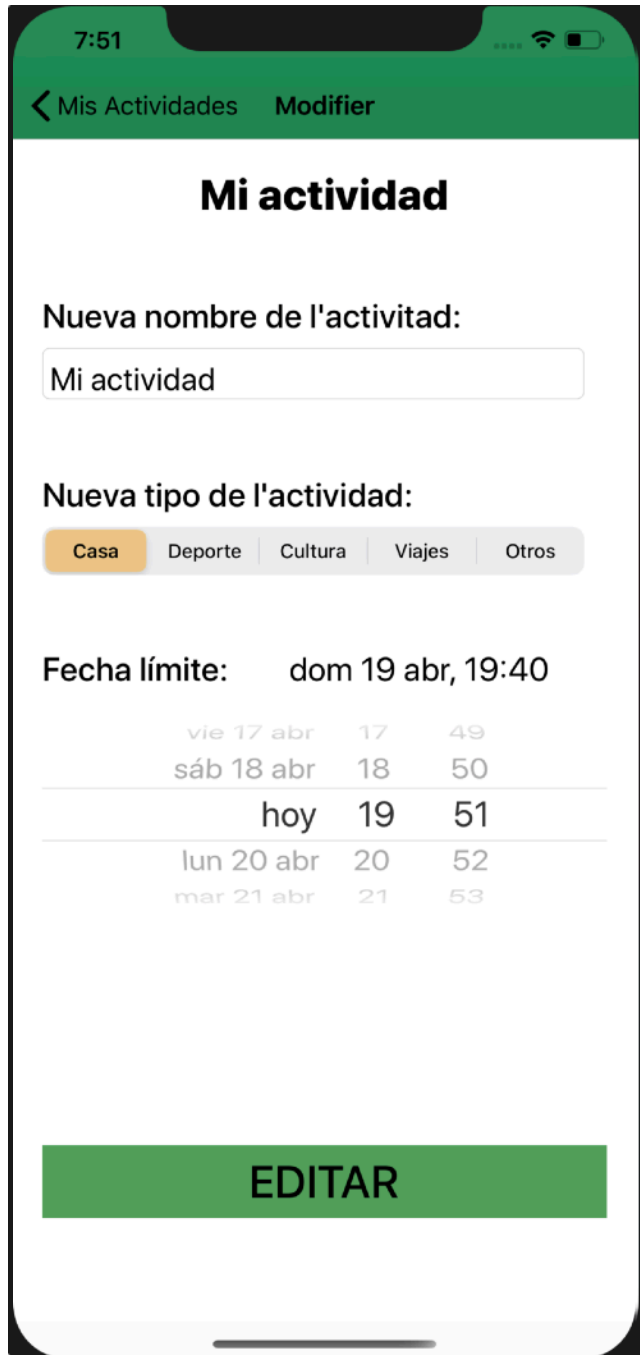 7:51
Mis Actividades Modifier
Mi actividad
Nueva nombre de l'activitad:
Mi actividad
Nueva tipo de l'actividad:
Casa Deporte Cultura Viajes Otros
Fecha límite: dom 19 abr, 19:40
vie 17 abr 17 49
sáb 18 abr 18 50
hoy 19 51
lun 20 abr 20 52
mar 21 abr 21 53
EDITAR